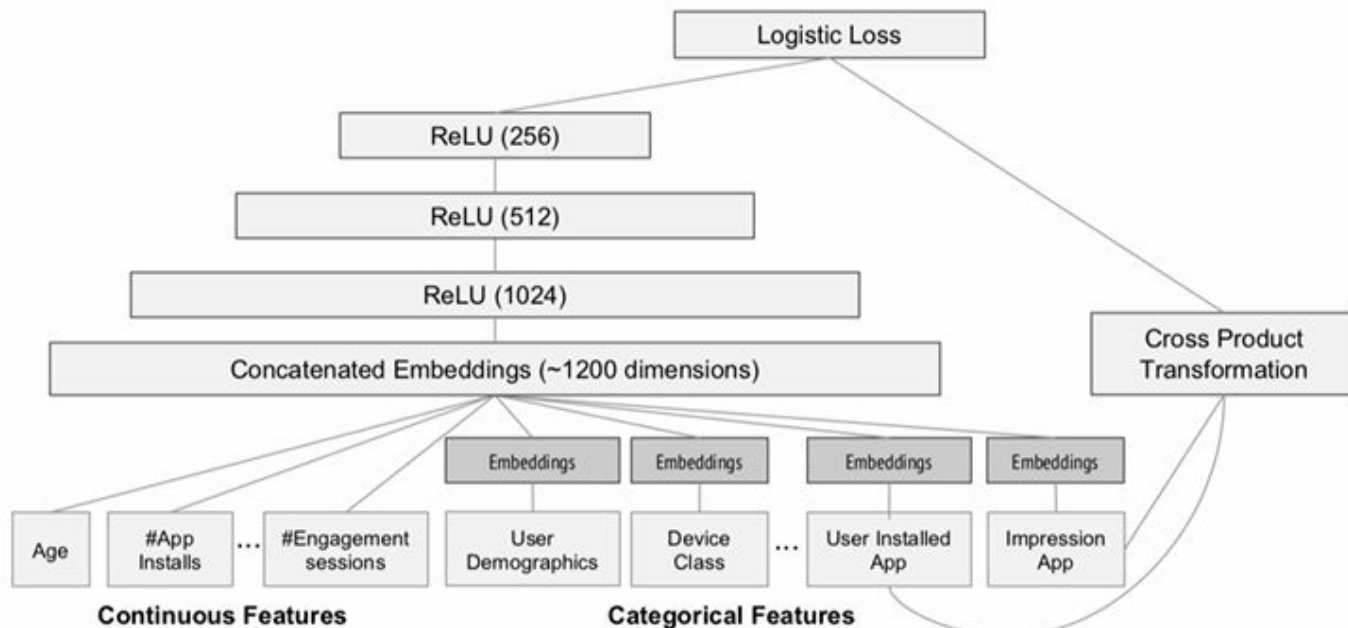 Logistic Loss
ReLU (256)
ReLU (512)
ReLU (1024)
Concatenated Embeddings (~1200 dimensions)
Cross Product
Transformation
Embeddings
Embeddings
Embeddings
Embeddings
Age
#App
Installs
...
#Engagement
sessions
User
Demographics
Device
Class
...
User Installed
App
Impression
App
Continuous Features
Categorical Features